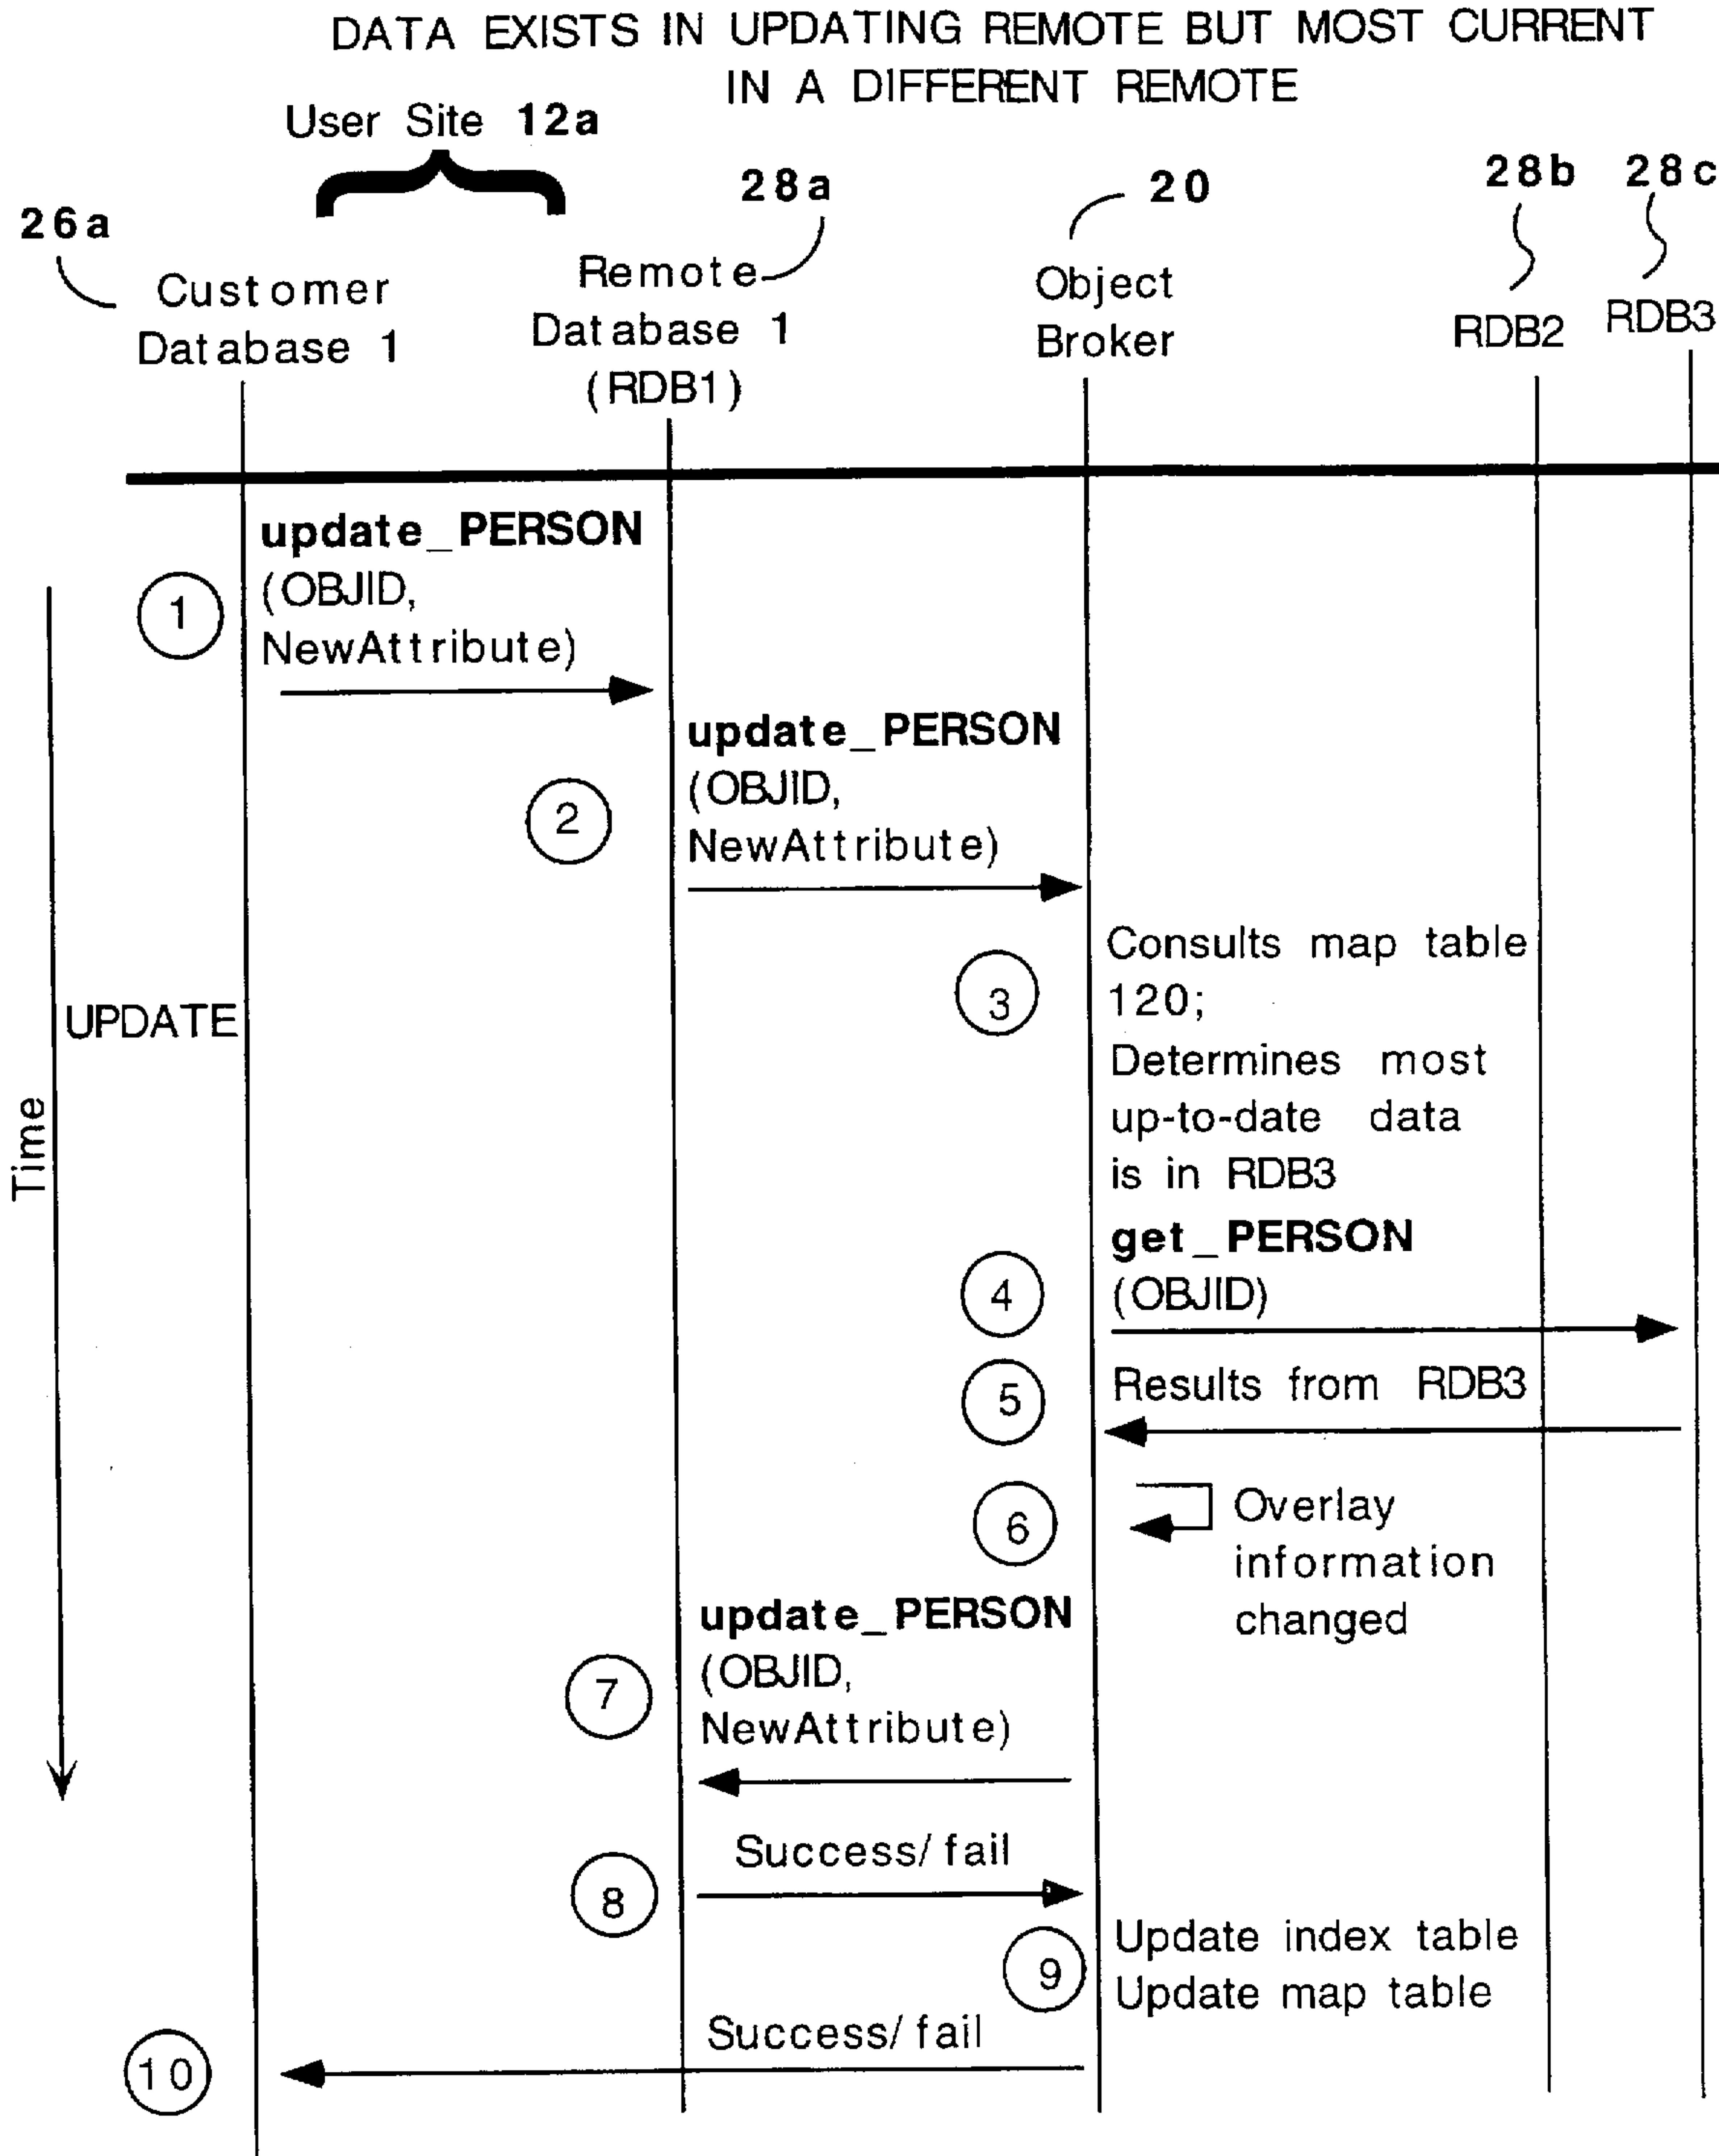 DATA EXISTS IN UPDATING REMOTE BUT MOST CURRENT
IN A DIFFERENT REMOTE
User Site 12a
26a
28a
20
28b
28c
Customer
Database 1
Remote
Database 1
(RDB1)
Object
Broker
RDB2
RDB3
update_PERSON
(OBJID,
NewAttribute)
1
update_PERSON
(OBJID,
NewAttribute)
2
Time
UPDATE
3
Consults map table
120;
Determines most
up-to-date data
is in RDB3
get_PERSON
(OBJID)
4
5
Results from RDB3
6
Overlay
information
changed
update_PERSON
(OBJID,
NewAttribute)
7
Success/fail
8
9
Update index table
Update map table
Success/fail
10